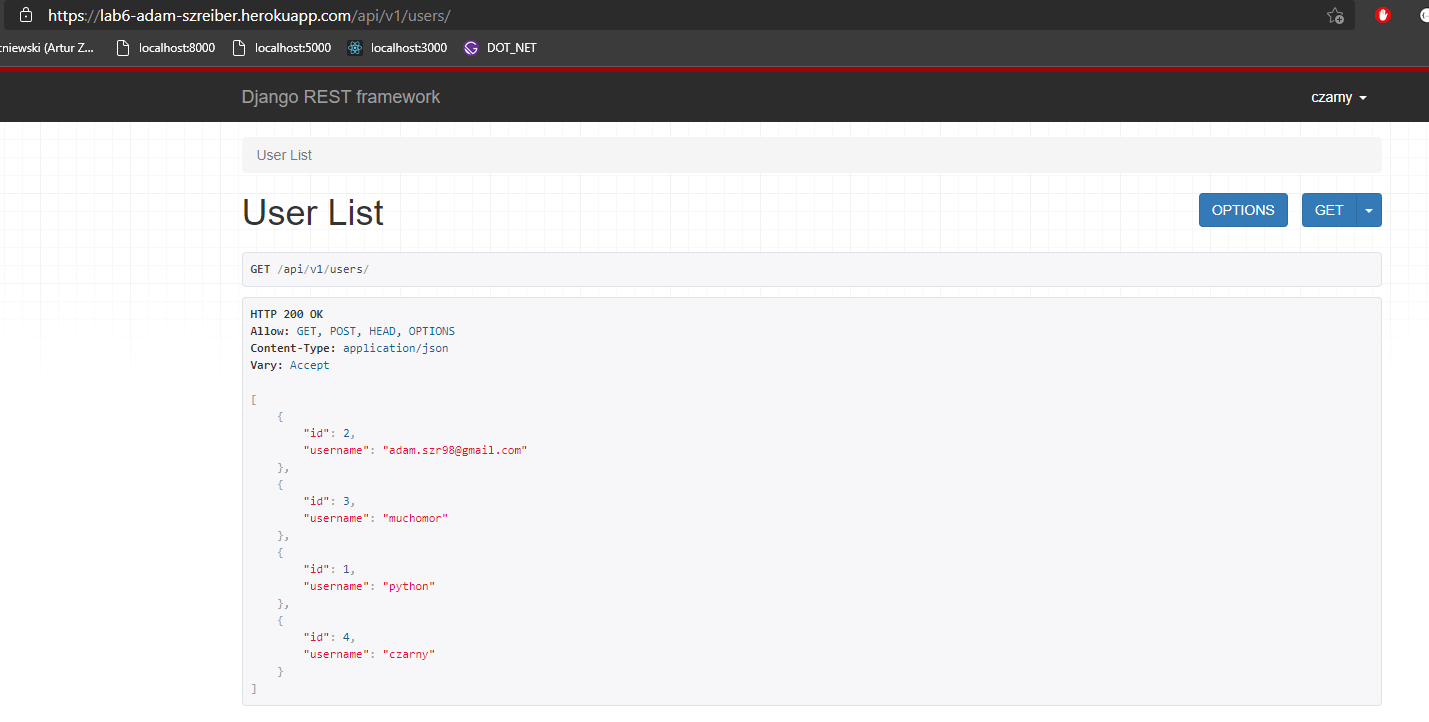 https://lab6-adam-szreiber.herokuapp.com/api/v1/users/
zniewski (Artur Z... localhost:8000 localhost:5000 localhost:3000 DOT_NET
Django REST framework czarny
User List
User List OPTIONS GET
GET /api/v1/users/
HTTP 200 OK
Allow: GET, POST, HEAD, OPTIONS
Content-Type: application/json
Vary: Accept
[
    {
        "id": 2,
        "username": "adam.szr98@gmail.com"
    },
    {
        "id": 3,
        "username": "muchomor"
    },
    {
        "id": 1,
        "username": "python"
    },
    {
        "id": 4,
        "username": "czarny"
    }
]